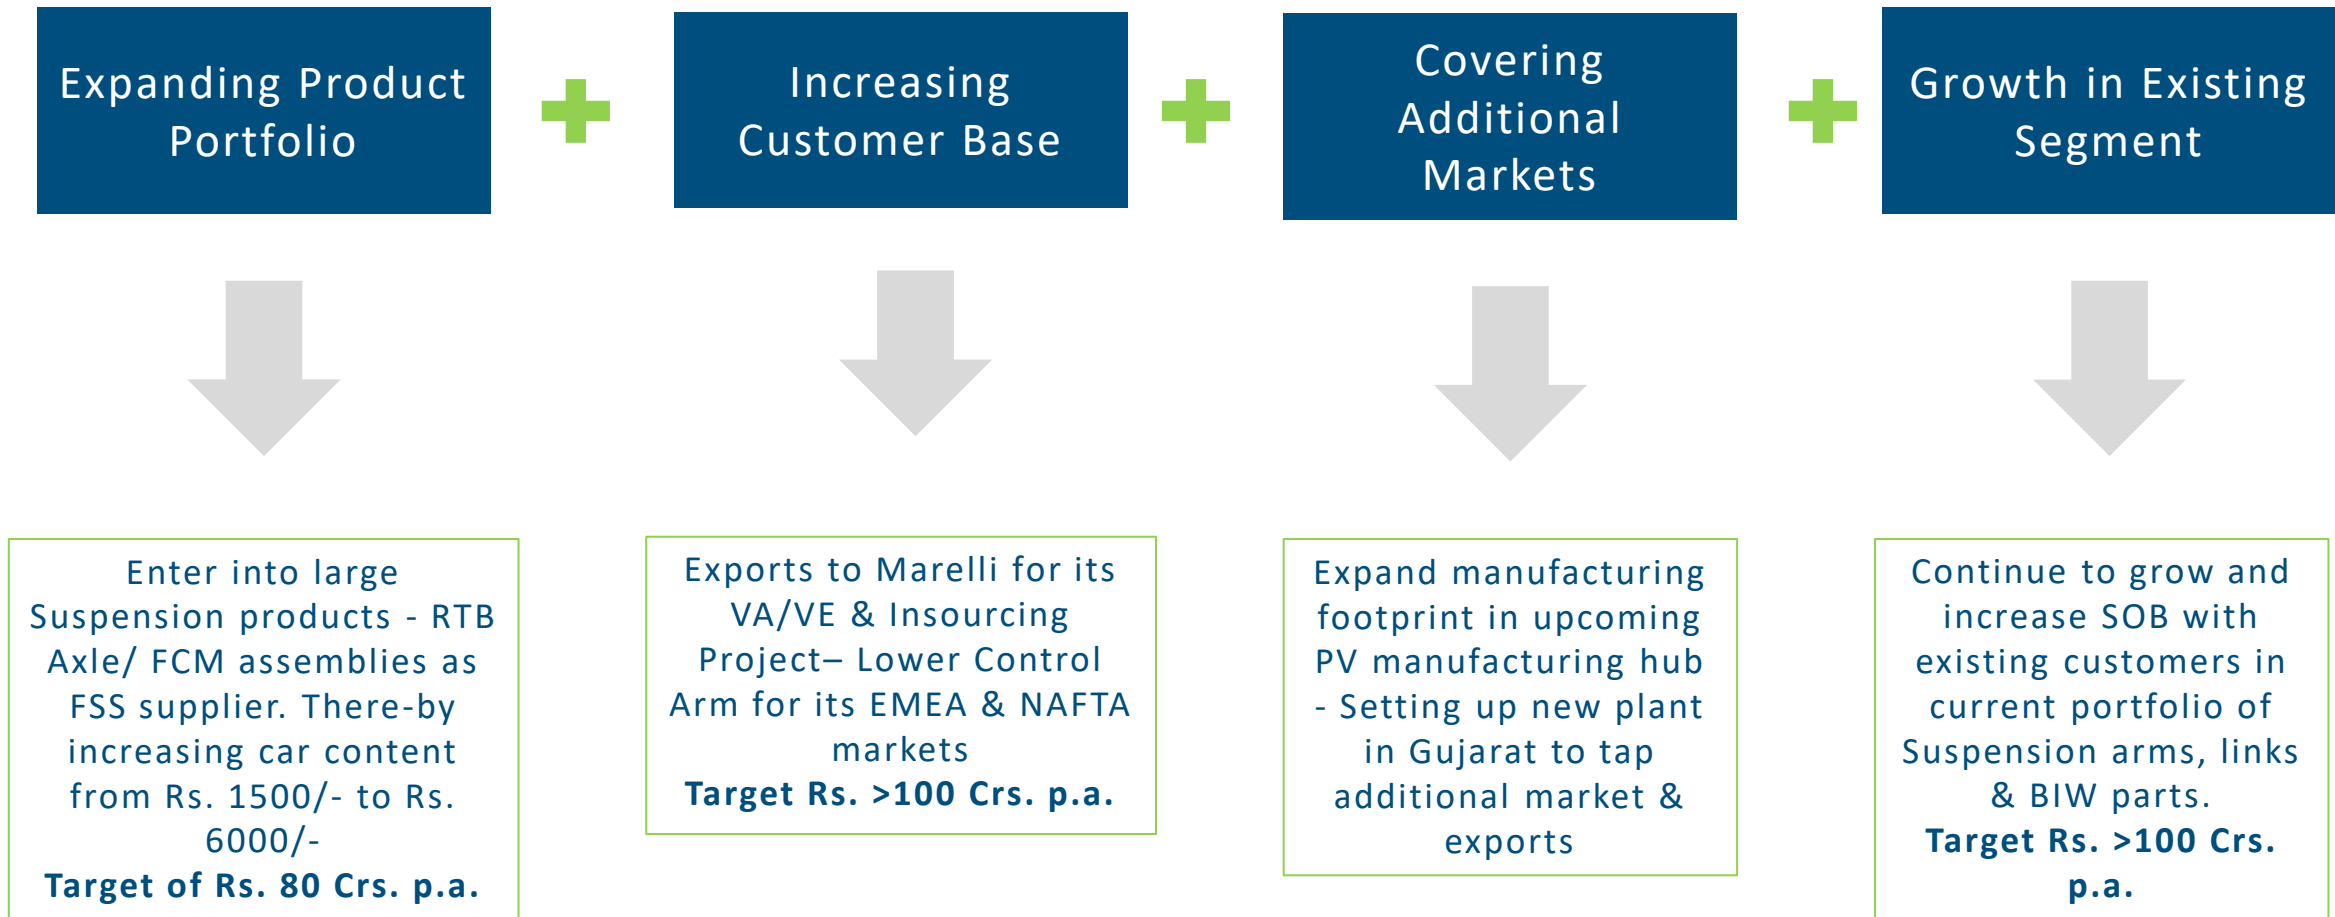 Expanding Product
Portfolio
Increasing
Customer Base
Covering
Additional
Markets
Growth in Existing
Segment
Enter into large
Suspension products - RTB
Axle/ FCM assemblies as
FSS supplier. There-by
increasing car content
from Rs. 1500/- to Rs.
6000/-
Target of Rs. 80 Crs. p.a.
Exports to Marelli for its
VA/VE & Insourcing
Project– Lower Control
Arm for its EMEA & NAFTA
markets
Target Rs. >100 Crs. p.a.
Expand manufacturing
footprint in upcoming
PV manufacturing hub
- Setting up new plant
in Gujarat to tap
additional market &
exports
Continue to grow and
increase SOB with
existing customers in
current portfolio of
Suspension arms, links
& BIW parts.
Target Rs. >100 Crs.
p.a.